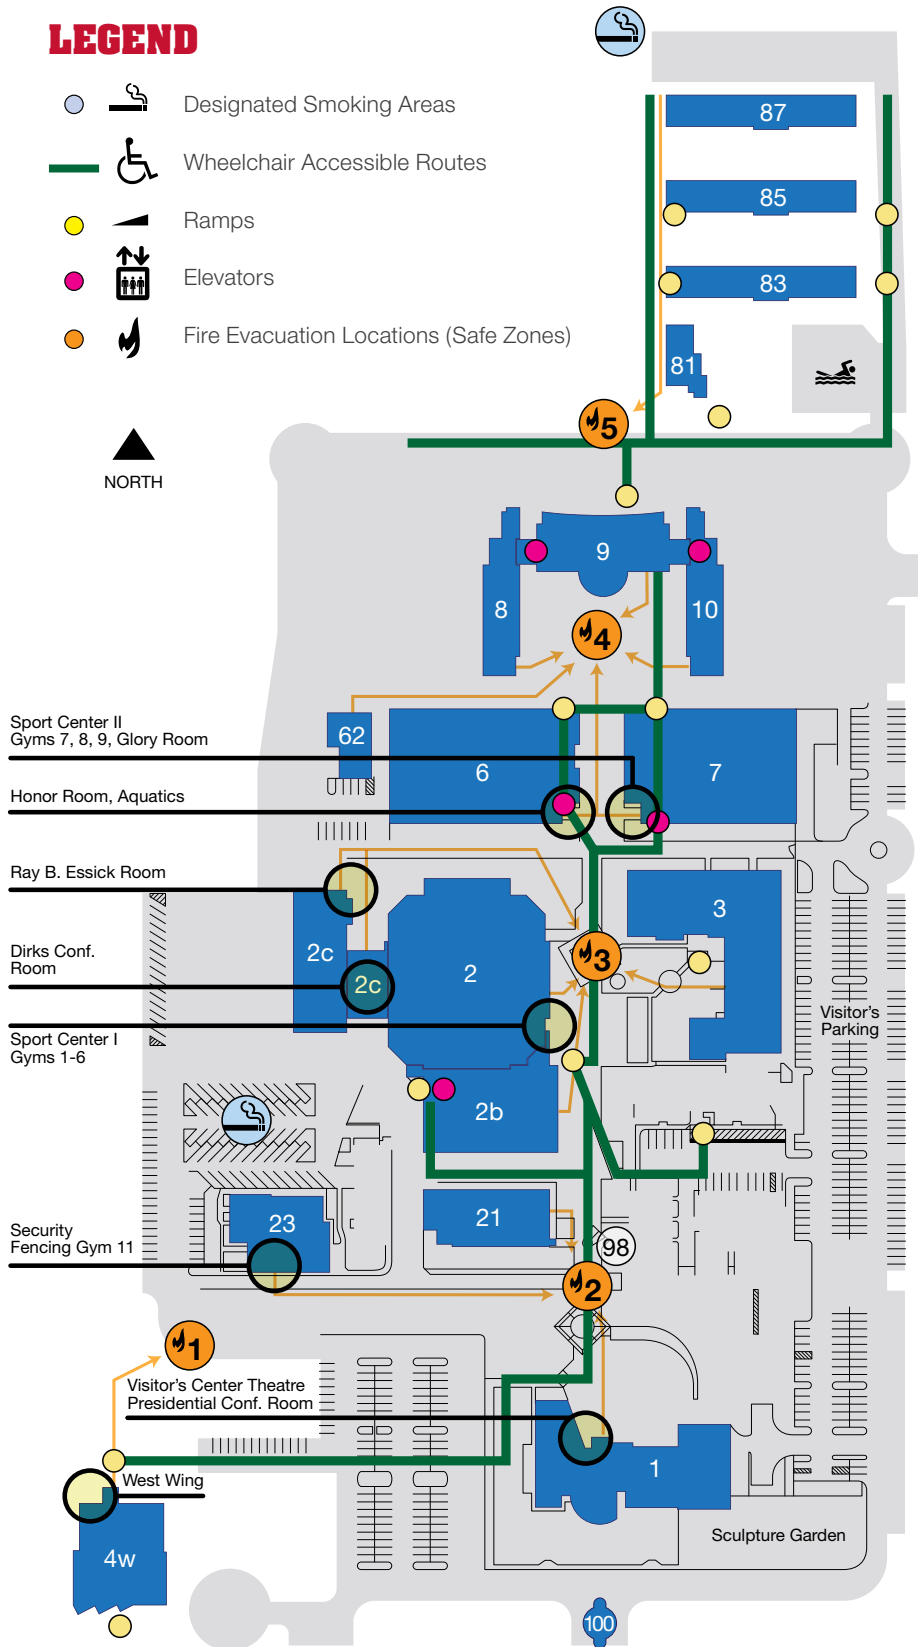 LEGEND
Designated Smoking Areas
Wheelchair Accessible Routes
Ramps
Elevators
Fire Evacuation Locations (Safe Zones)
NORTH
87
85
83
81
5
9
8
10
4
Sport Center II
Gyms 7, 8, 9, Glory Room
62
6
7
Honor Room, Aquatics
Ray B. Essick Room
3
2c
2
3
Dirks Conf.
Room
2c
Visitor's
Parking
Sport Center I
Gyms 1-6
2b
21
23
98
Security
Fencing Gym 11
2
1
Visitor's Center Theatre
Presidential Conf. Room
1
West Wing
Sculpture Garden
4w
100